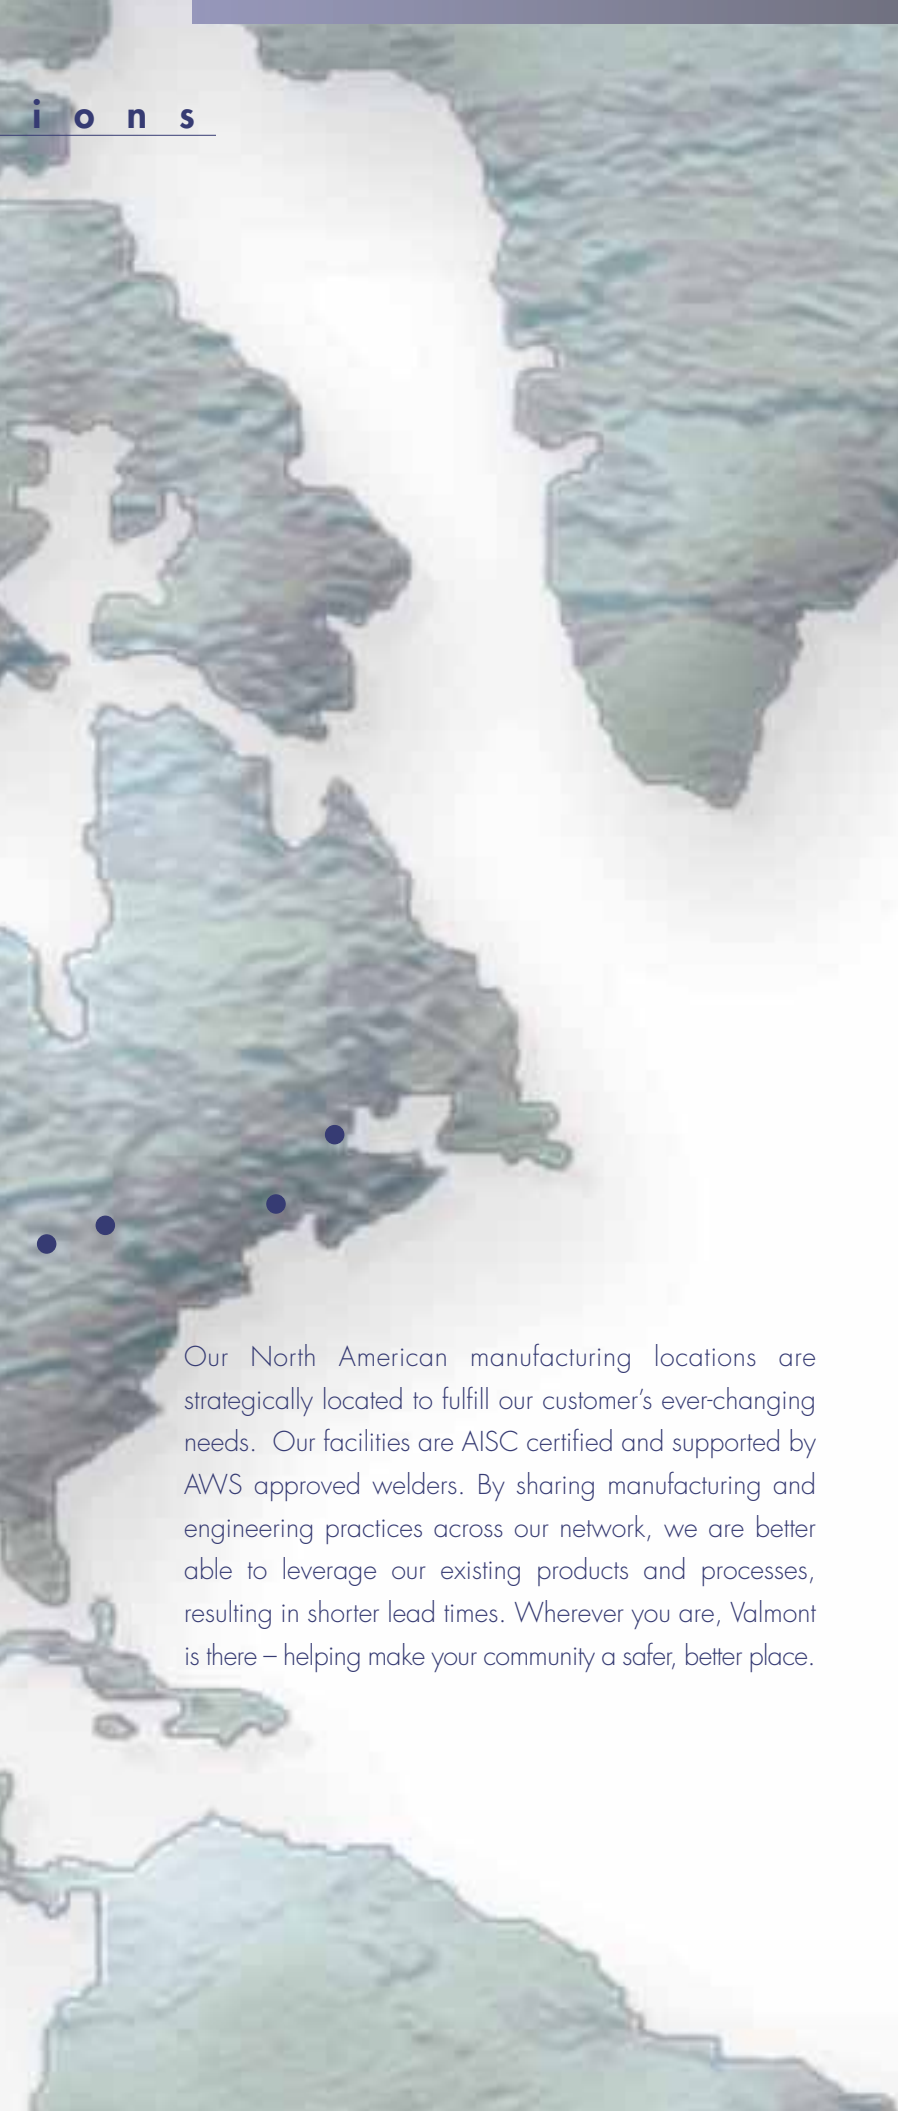 ions
Our North American manufacturing locations are
strategically located to fulfill our customer’s ever-changing
needs. Our facilities are AISC certified and supported by
AWS approved welders. By sharing manufacturing and
engineering practices across our network, we are better
able to leverage our existing products and processes,
resulting in shorter lead times. Wherever you are, Valmont
is there – helping make your community a safer, better place.